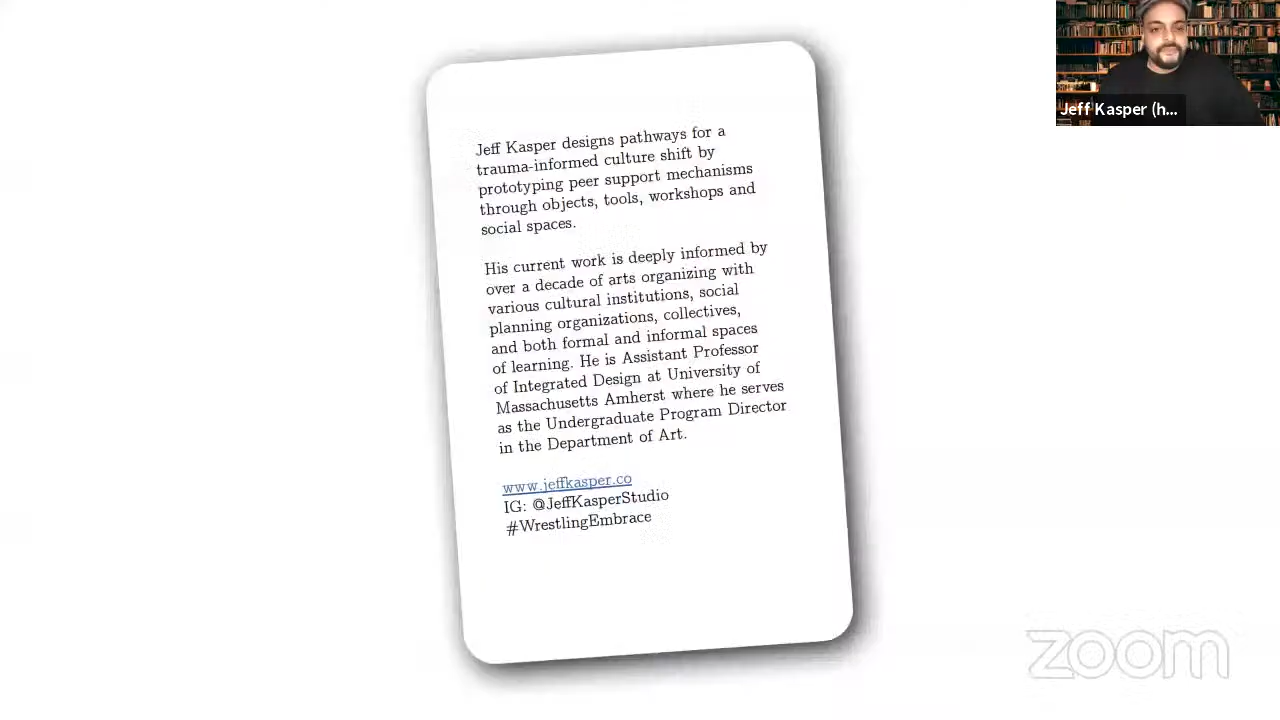 Jeff Kasper designs pathways for a
trauma-informed culture shift by
prototyping peer support mechanisms
through objects, tools, workshops and
social spaces.
His current work is deeply informed by
over a decade of arts organizing with
various cultural institutions, social
planning organizations, collectives,
and both formal and informal spaces
of learning. He is Assistant Professor
of Integrated Design at University of
Massachusetts Amherst where he serves
as the Undergraduate Program Director
in the Department of Art.
www.jeffkasper.co
IG: @JeffKasperStudio
#WrestlingEmbrace
Jeff Kasper (h...
zoom